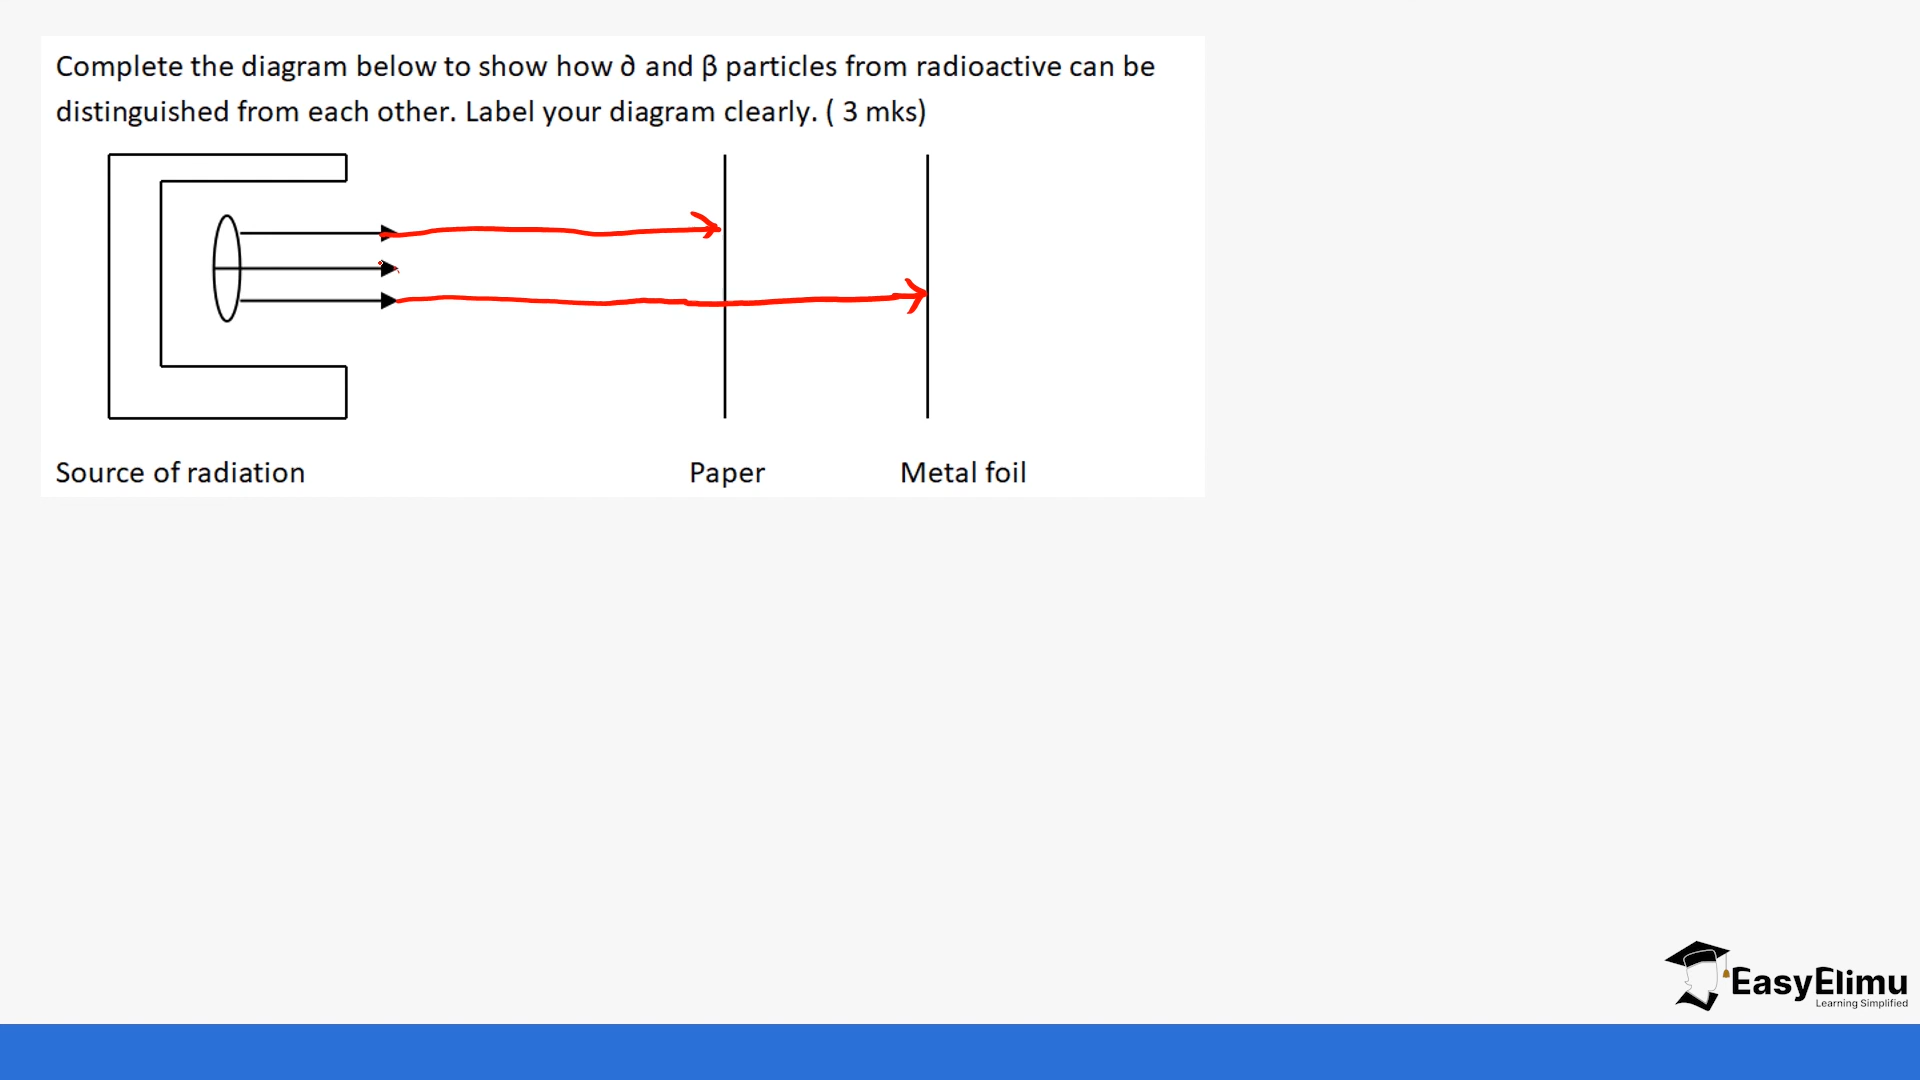 Complete the diagram below to show how ∂ and β particles from radioactive can be
distinguished from each other. Label your diagram clearly. ( 3 mks)
Source of radiation
Paper
Metal foil
EasyElimu
Learning Simplified